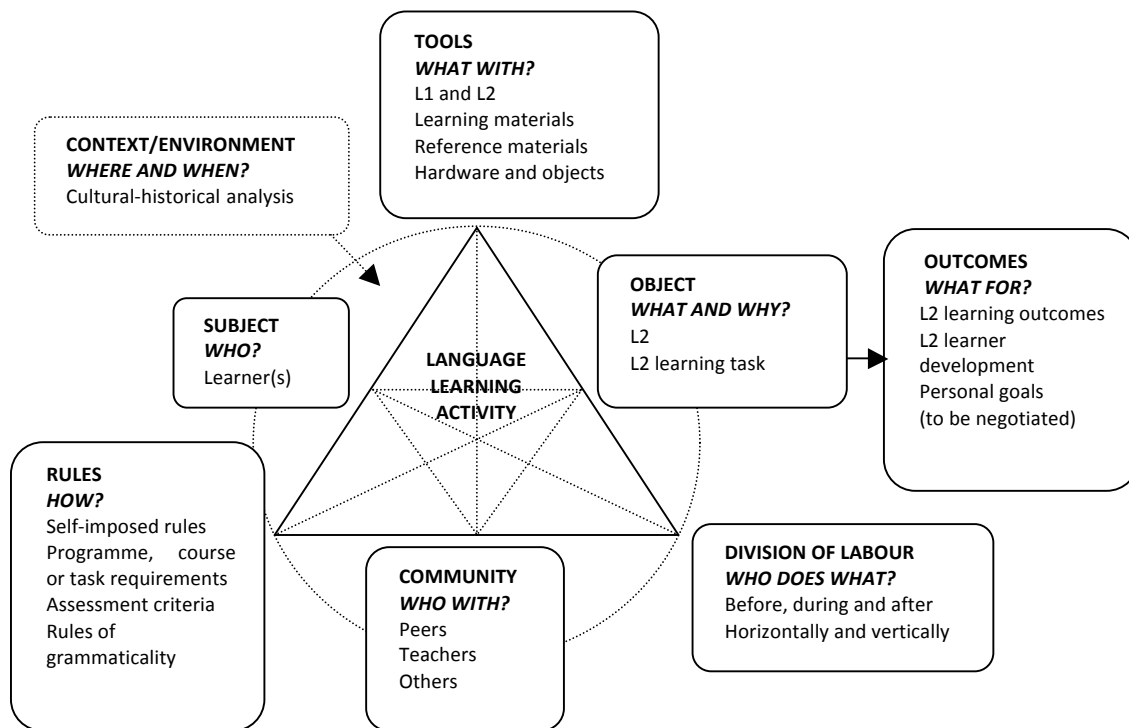 TOOLS
WHAT WITH?
L1 and L2
Learning materials
Reference materials
Hardware and objects
CONTEXT/ENVIRONMENT
WHERE AND WHEN?
Cultural-historical analysis
SUBJECT
WHO?
Learner(s)
LANGUAGE
LEARNING
ACTIVITY
OBJECT
WHAT AND WHY?
L2
L2 learning task
OUTCOMES
WHAT FOR?
L2 learning outcomes
L2 learner
development
Personal goals
(to be negotiated)
RULES
HOW?
Self-imposed rules
Programme, course
or task requirements
Assessment criteria
Rules of
grammaticality
COMMUNITY
WHO WITH?
Peers
Teachers
Others
DIVISION OF LABOUR
WHO DOES WHAT?
Before, during and after
Horizontally and vertically